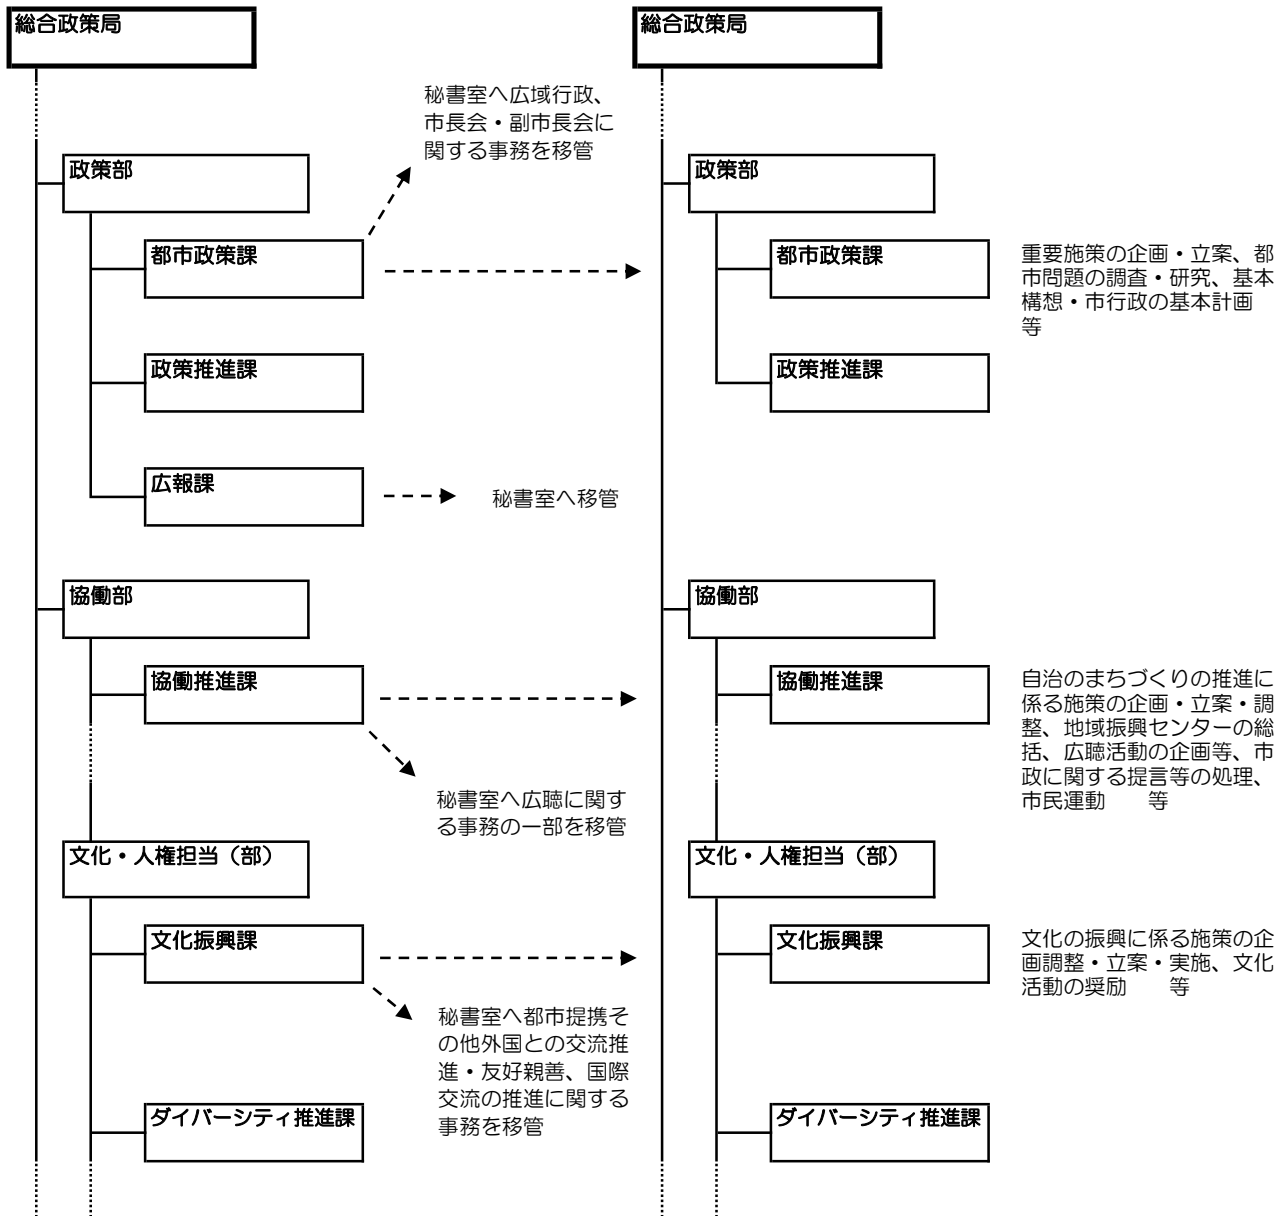 総合政策局
総合政策局
秘書室へ広域行政、
市長会・副市長会に
関する事務を移管
政策部
政策部
都市政策課
都市政策課
重要施策の企画・立案、都
市問題の調査・研究、基本
構想・市行政の基本計画
等
政策推進課
政策推進課
広報課
秘書室へ移管
協働部
協働部
協働推進課
協働推進課
自治のまちづくりの推進に
係る施策の企画・立案・調
整、地域振興センターの総
括、広聴活動の企画等、市
政に関する提言等の処理、
市民運動　　等
秘書室へ広聴に関す
る事務の一部を移管
文化・人権担当（部）
文化・人権担当（部）
文化振興課
文化振興課
文化の振興に係る施策の企
画調整・立案・実施、文化
活動の奨励　　等
秘書室へ都市提携そ
の他外国との交流推
進・友好親善、国際
交流の推進に関する
事務を移管
ダイバーシティ推進課
ダイバーシティ推進課